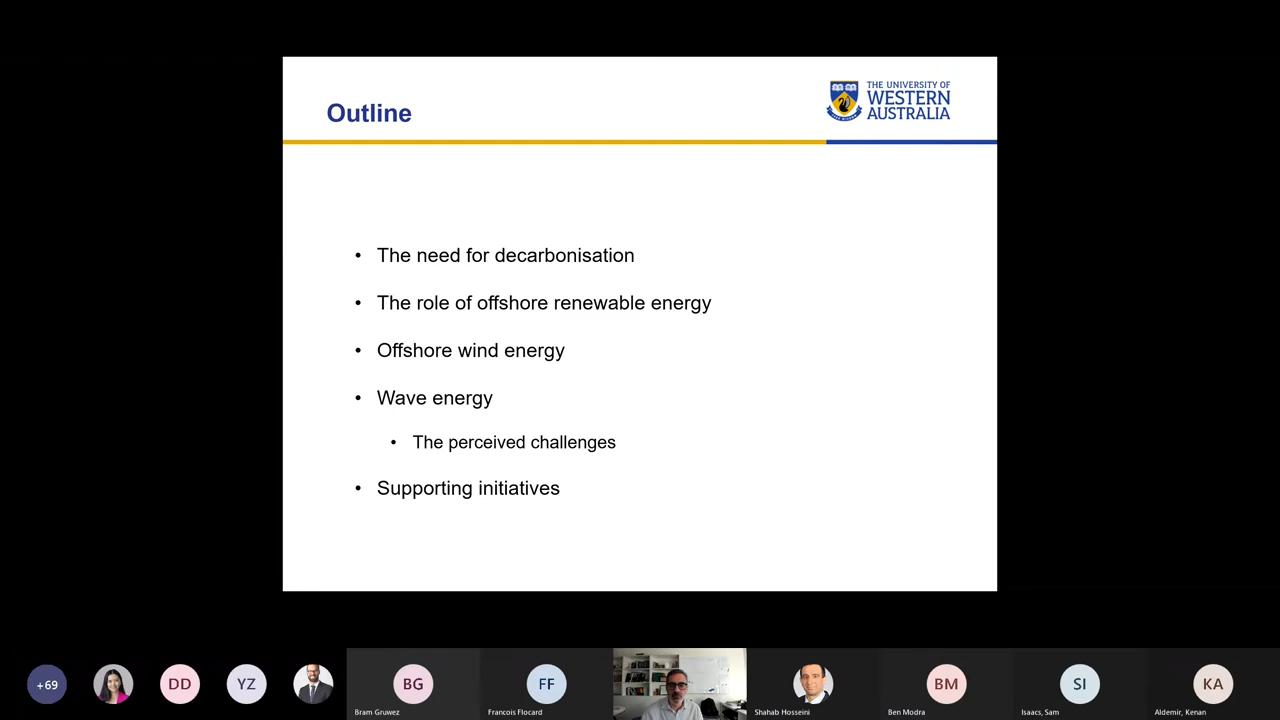 Outline
THE UNIVERSITY OF
WESTERN
AUSTRALIA
• The need for decarbonisation
• The role of offshore renewable energy
• Offshore wind energy
• Wave energy
• The perceived challenges
• Supporting initiatives
+69
DD
YZ
BG
FF
BM
SI
KA
Bram Gruwez
Francois Flocard
Shahab Hosseini
Ben Modra
Isaacs, Sam
Aldemir, Kenan